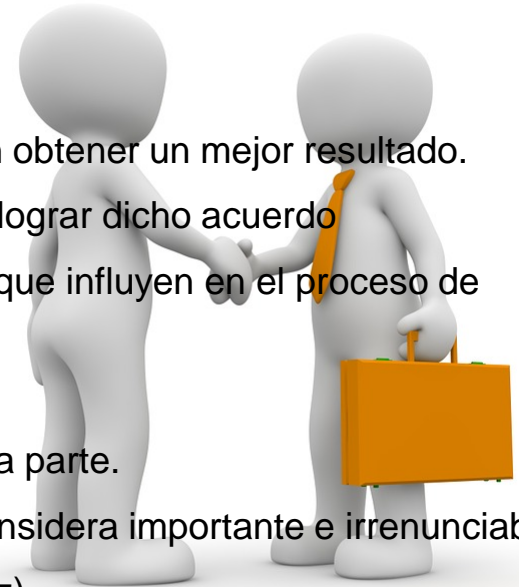 obtener un mejor resultado.
lograr dicho acuerdo
que influyen en el proceso de
a parte.
nsidera importante e irrenunciab